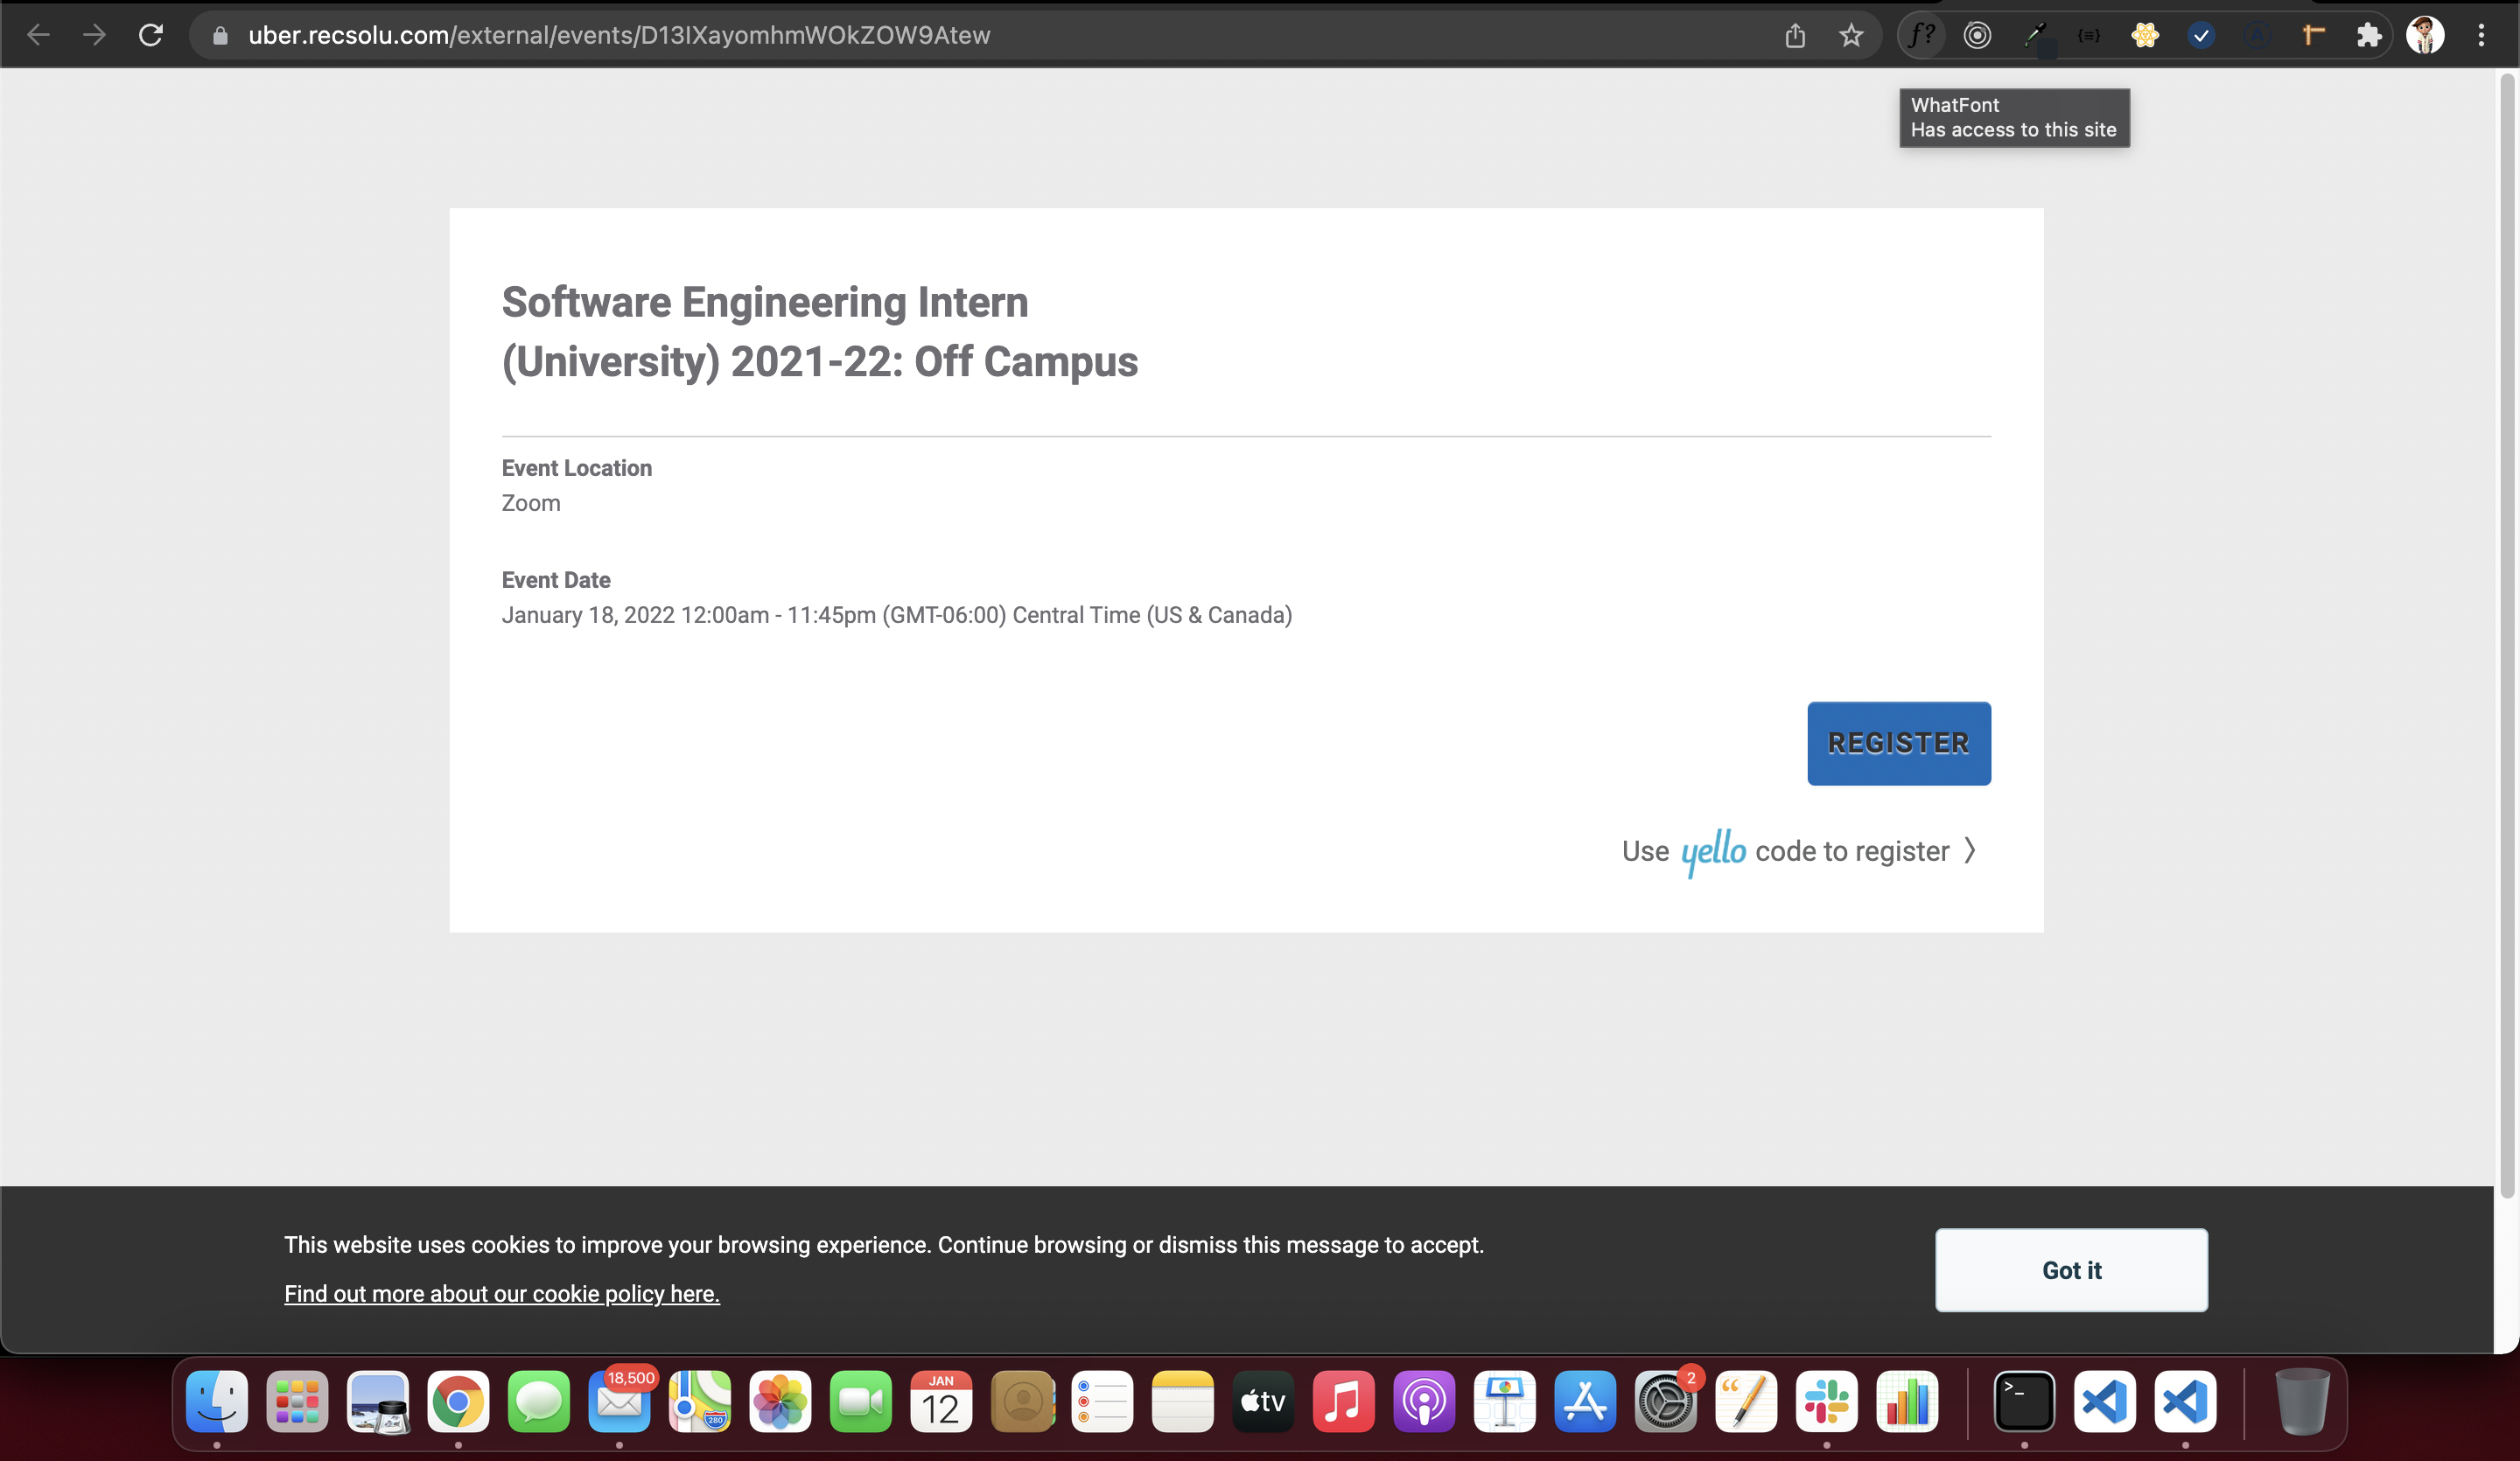 uber.recsolu.com/external/events/D13IXayomhmWOkZOW9Atew
f?
WhatFont
Has access to this site
Software Engineering Intern
(University) 2021-22: Off Campus
Event Location
Zoom
Event Date
January 18, 2022 12:00am - 11:45pm (GMT-06:00) Central Time (US & Canada)
REGISTER
Use yello code to register
This website uses cookies to improve your browsing experience. Continue browsing or dismiss this message to accept.
Got it
Find out more about our cookie policy here.
18,500
280
JAN
12
tv
2
>_